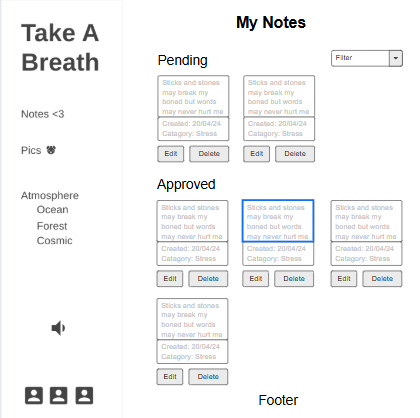 Take A
Breath
Notes <3
Pics
Atmosphere
Ocean
Forest
Cosmic
My Notes
Pending
Filter
Sticks and stones
may break my
boned but words
may never hurt me
Created: 20/04/24
Catagory: Stress
Edit
Delete
Sticks and stones
may break my
boned but words
may never hurt me
Created: 20/04/24
Catagory: Stress
Edit
Delete
Approved
Sticks and stones
may break my
boned but words
may never hurt me
Created: 20/04/24
Catagory: Stress
Edit
Delete
Sticks and stones
may break my
boned but words
may never hurt me
Created: 20/04/24
Catagory: Stress
Edit
Delete
Sticks and stones
may break my
boned but words
may never hurt me
Created: 20/04/24
Catagory: Stress
Edit
Delete
Sticks and stones
may break my
boned but words
may never hurt me
Created: 20/04/24
Catagory: Stress
Edit
Delete
Footer